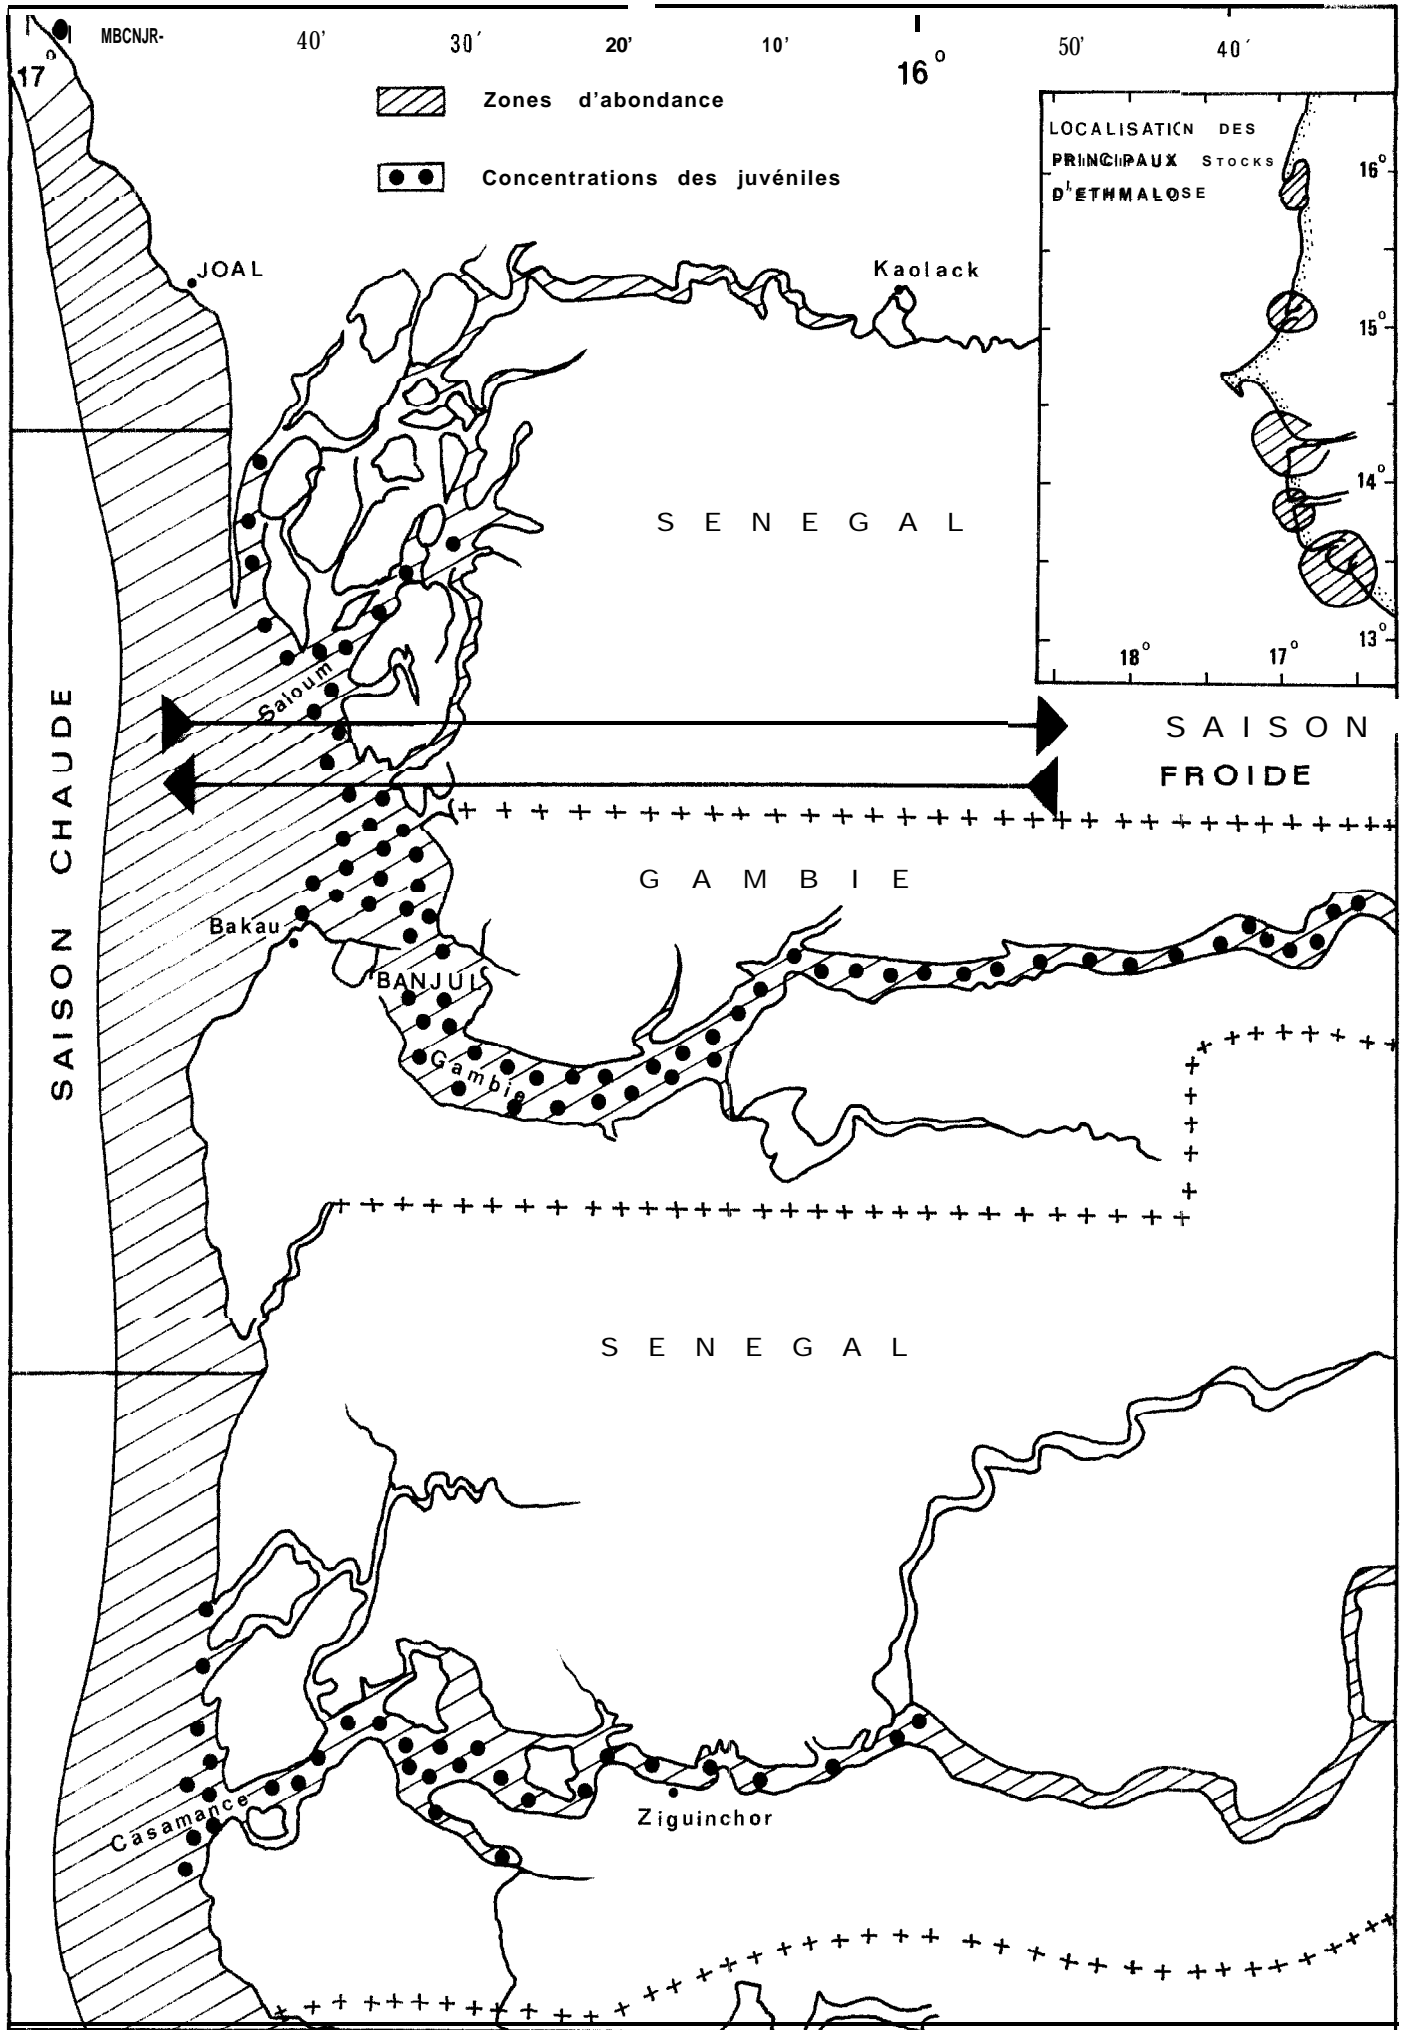 MBCNJR- 40' 30' 20' 10' 50' 40'
17° 16°
Zones d'abondance
Concentrations des juvéniles
LOCALISATION DES
PRINCIPAUX STOCKS
D'ETHMALOSE
16°
15°
14°
13°
18° 17°
JOAL
Kaolack
SENEGAL
Saloum
SAISON CHAUDE
SAISON
FROIDE
GAMBIE
Bakau
BANJUL
Gambie
SENEGAL
Casamance
Ziguinchor